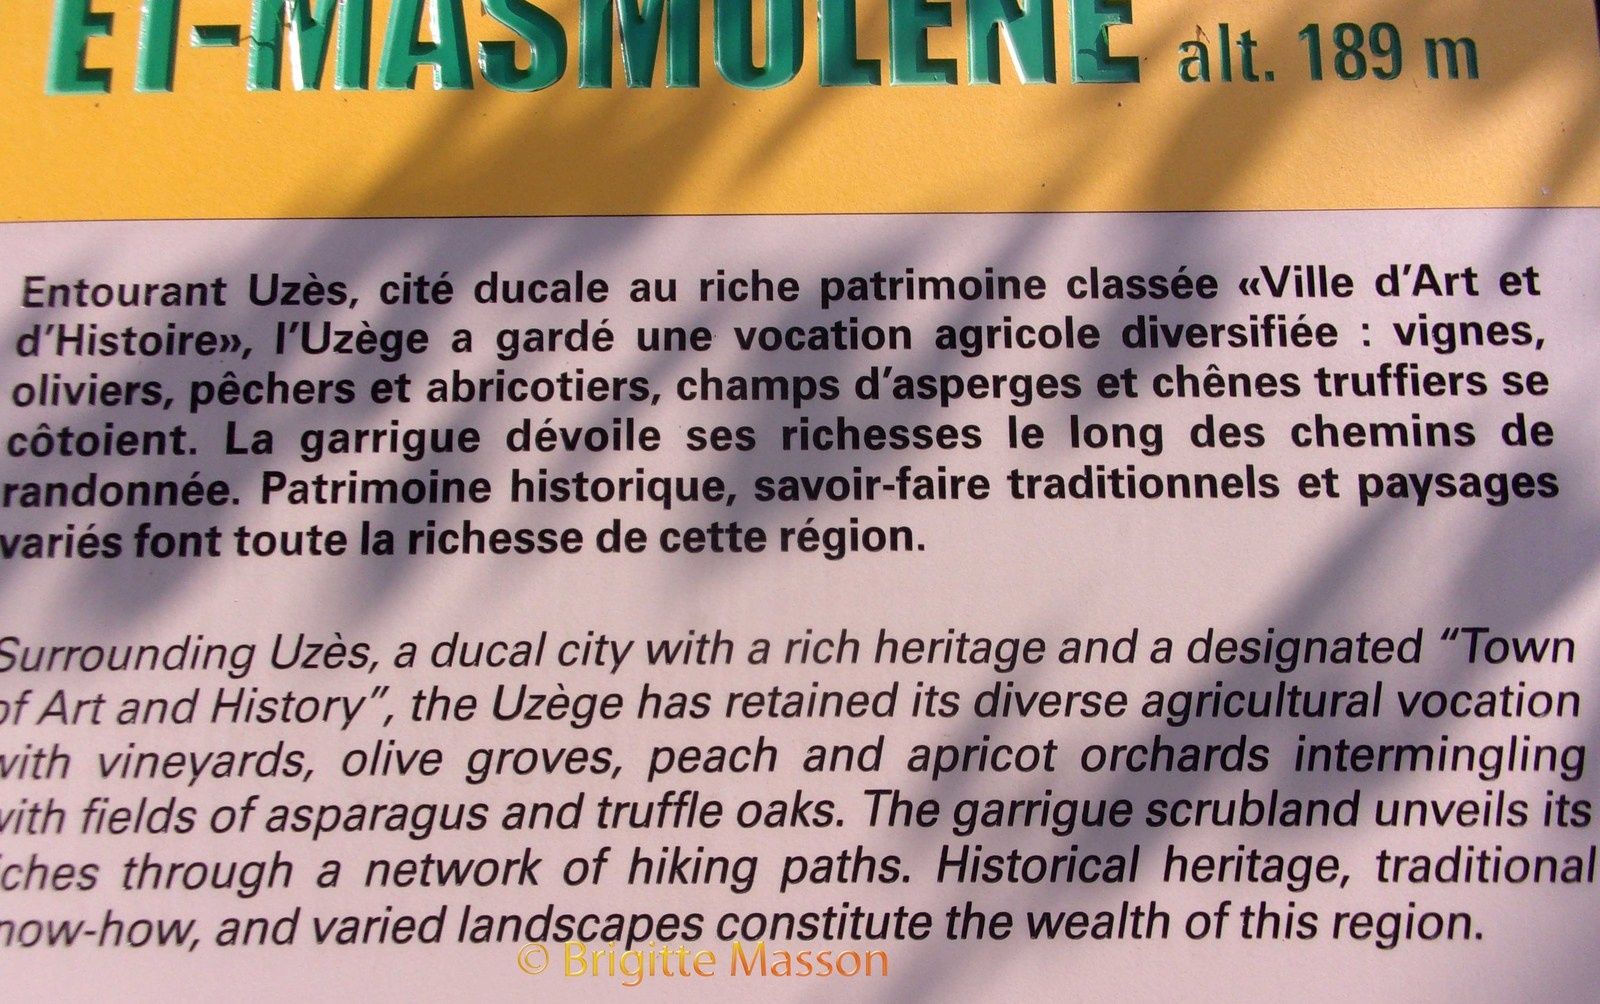 ET-MASMOLÈNE alt. 189 m
Entourant Uzès, cité ducale au riche patrimoine classée «Ville d'Art et
d'Histoire», l'Uzège a gardé une vocation agricole diversifiée : vignes,
oliviers, pêchers et abricotiers, champs d'asperges et chênes truffiers se
côtoient. La garrigue dévoile ses richesses le long des chemins de
randonnée. Patrimoine historique, savoir-faire traditionnels et paysages
variés font toute la richesse de cette région.
Surrounding Uzès, a ducal city with a rich heritage and a designated “Town
of Art and History”, the Uzège has retained its diverse agricultural vocation
with vineyards, olive groves, peach and apricot orchards intermingling
with fields of asparagus and truffle oaks. The garrigue scrubland unveils its
iches through a network of hiking paths. Historical heritage, traditional
now-how, and varied landscapes constitute the wealth of this region.
© Brigitte Masson